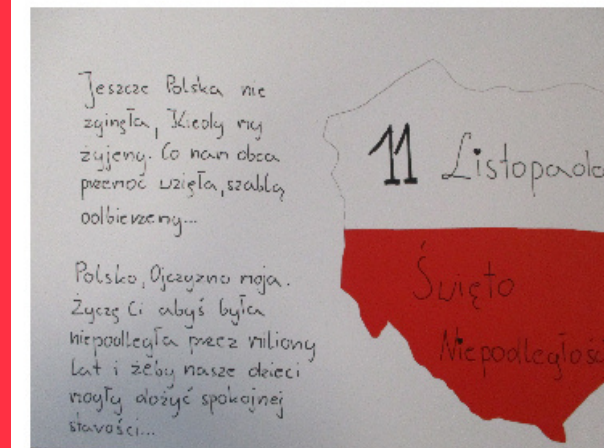 Jeszcze Polska nie
zginęła, Kiedy my
żyjemy. Co nam obca
przemoc wzięła, szablą
odbierzemy...
Polsko, Ojczyzno moja.
Życzę Ci abyś była
niepodległa przez miliony
Lat i żeby nasze dzieci
mogły dożyć spokojnej
starości...
11 Listopada
Święto
Niepodległośc